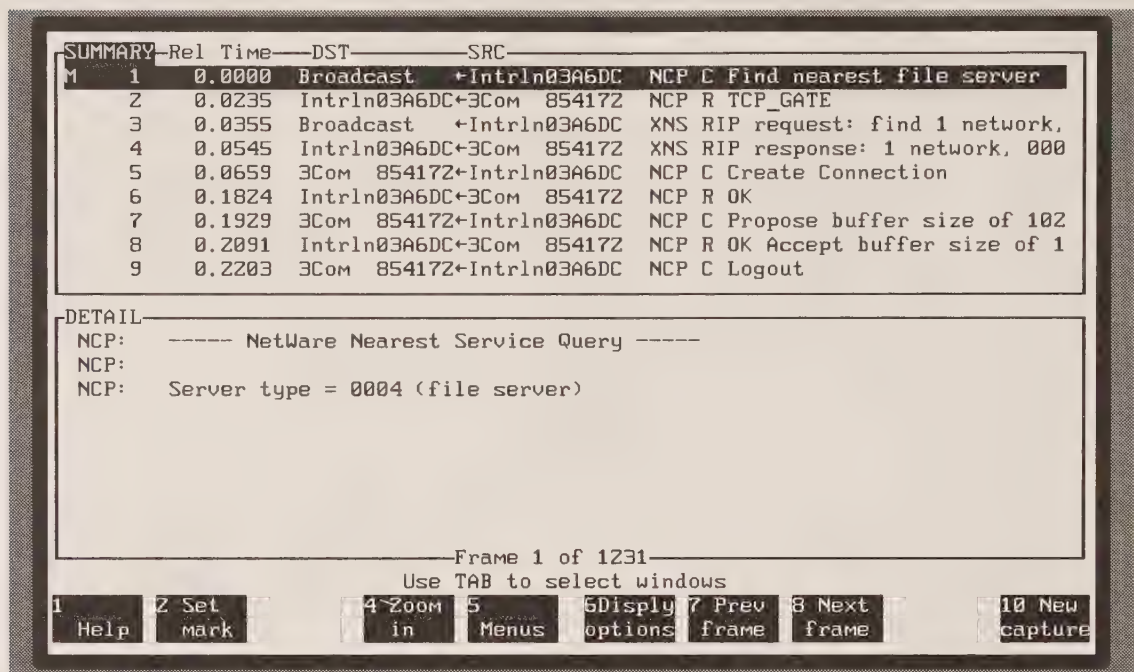 SUMMARY Rel Time DST SRC
M 1 0.0000 Broadcast ←Intrln03A6DC NCP C Find nearest file server
2 0.0235 Intrln03A6DC←3Com 854172 NCP R TCP_GATE
3 0.0355 Broadcast ←Intrln03A6DC XNS RIP request: find 1 network,
4 0.0545 Intrln03A6DC←3Com 854172 XNS RIP response: 1 network, 000
5 0.0659 3Com 854172←Intrln03A6DC NCP C Create Connection
6 0.1824 Intrln03A6DC←3Com 854172 NCP R OK
7 0.1929 3Com 854172←Intrln03A6DC NCP C Propose buffer size of 102
8 0.2091 Intrln03A6DC←3Com 854172 NCP R OK Accept buffer size of 1
9 0.2203 3Com 854172←Intrln03A6DC NCP C Logout
DETAIL
NCP: ----- NetWare Nearest Service Query -----
NCP:
NCP: Server type = 0004 (file server)
Frame 1 of 1231
Use TAB to select windows
1 Help 2 Set mark 4 Zoom in 5 Menus 6Disply options 7 Prev frame 8 Next frame 10 New capture